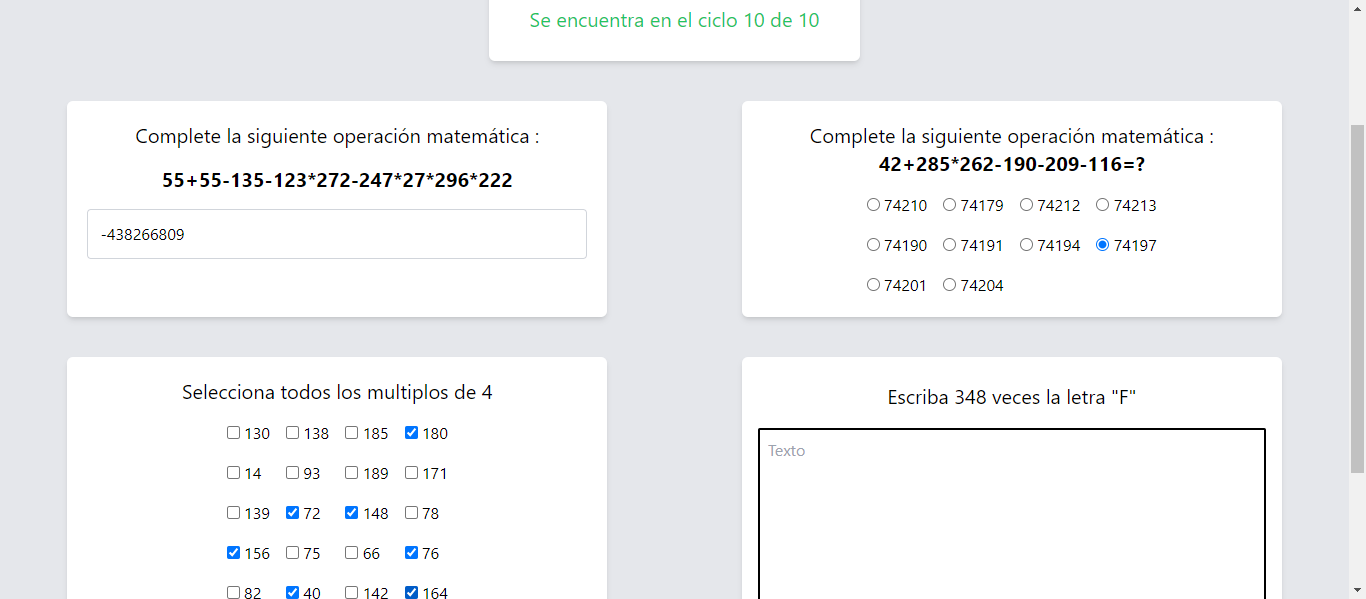 Se encuentra en el ciclo 10 de 10
Complete la siguiente operación matemática :
55+55-135-123*272-247*27*296*222
-438266809
Complete la siguiente operación matemática :
42+285*262-190-209-116=?
74210 74179 74212 74213
74190 74191 74194 74197
74201 74204
Selecciona todos los multiplos de 4
130 138 185 180
14 93 189 171
139 72 148 78
156 75 66 76
82 40 142 164
Escriba 348 veces la letra "F"
Texto